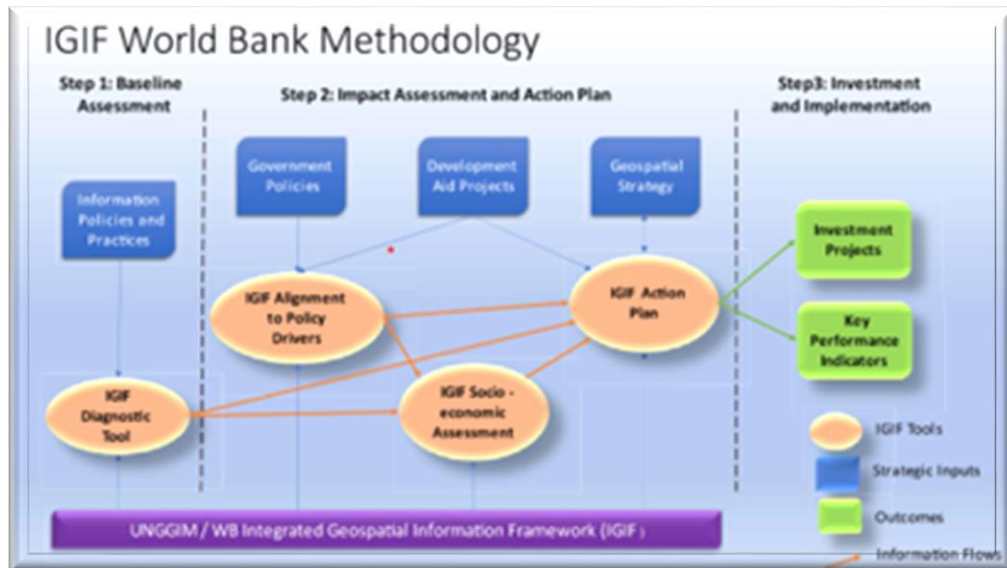 IGIF World Bank Methodology
Step 1: Baseline
Assessment
Step 2: Impact Assessment and Action Plan
Step3: Investment
and Implementation
Information
Policies and
Practices
Government
Policies
Development
Aid Projects
Geospatial
Strategy
Investment
Projects
Key
Performance
Indicators
IGIF Alignment
to Policy
Drivers
IGIF Action
Plan
IGIF
Diagnostic
Tool
IGIF Socio -
economic
Assessment
IGIF Tools
Strategic Inputs
Outcomes
Information Flows
UNGGIM / WB Integrated Geospatial Information Framework (IGIF )